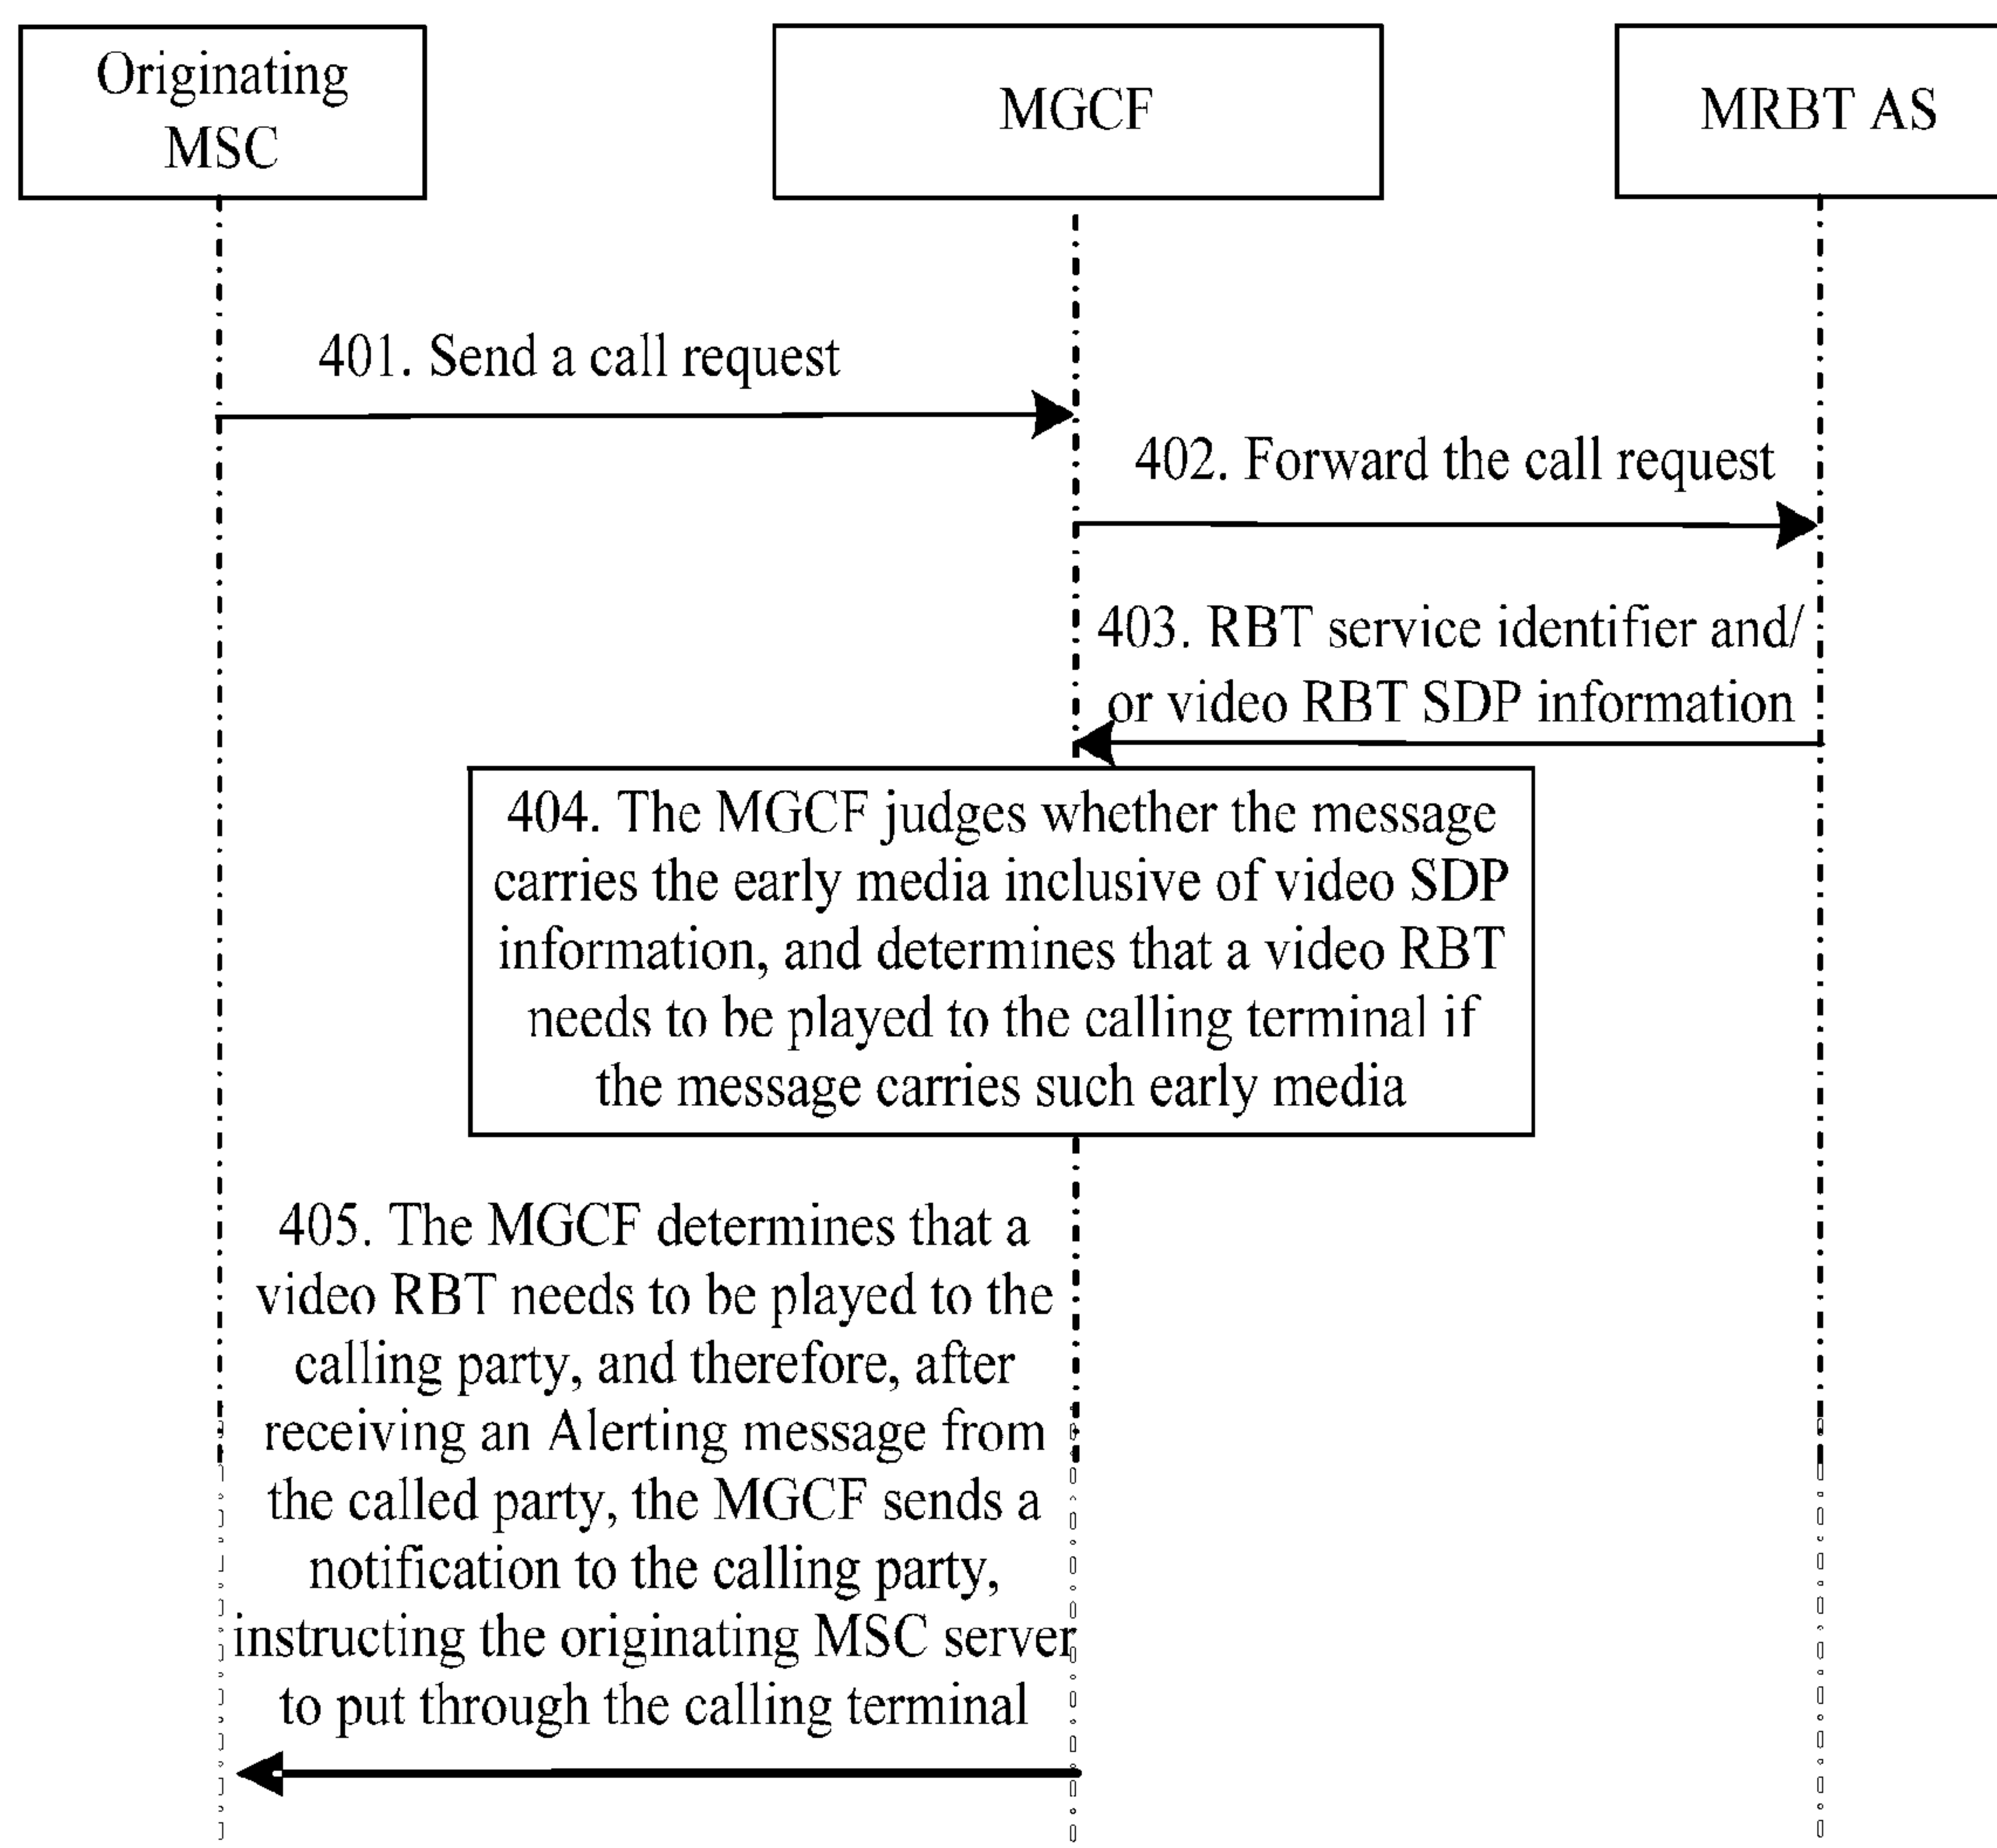 Originating
MSC
MGCF
MRBT AS
401. Send a call request
402. Forward the call request
403. RBT service identifier and/
or video RBT SDP information
404. The MGCF judges whether the message
carries the early media inclusive of video SDP
information, and determines that a video RBT
needs to be played to the calling terminal if
the message carries such early media
405. The MGCF determines that a
video RBT needs to be played to the
calling party, and therefore, after
receiving an Alerting message from
the called party, the MGCF sends a
notification to the calling party,
instructing the originating MSC server
to put through the calling terminal